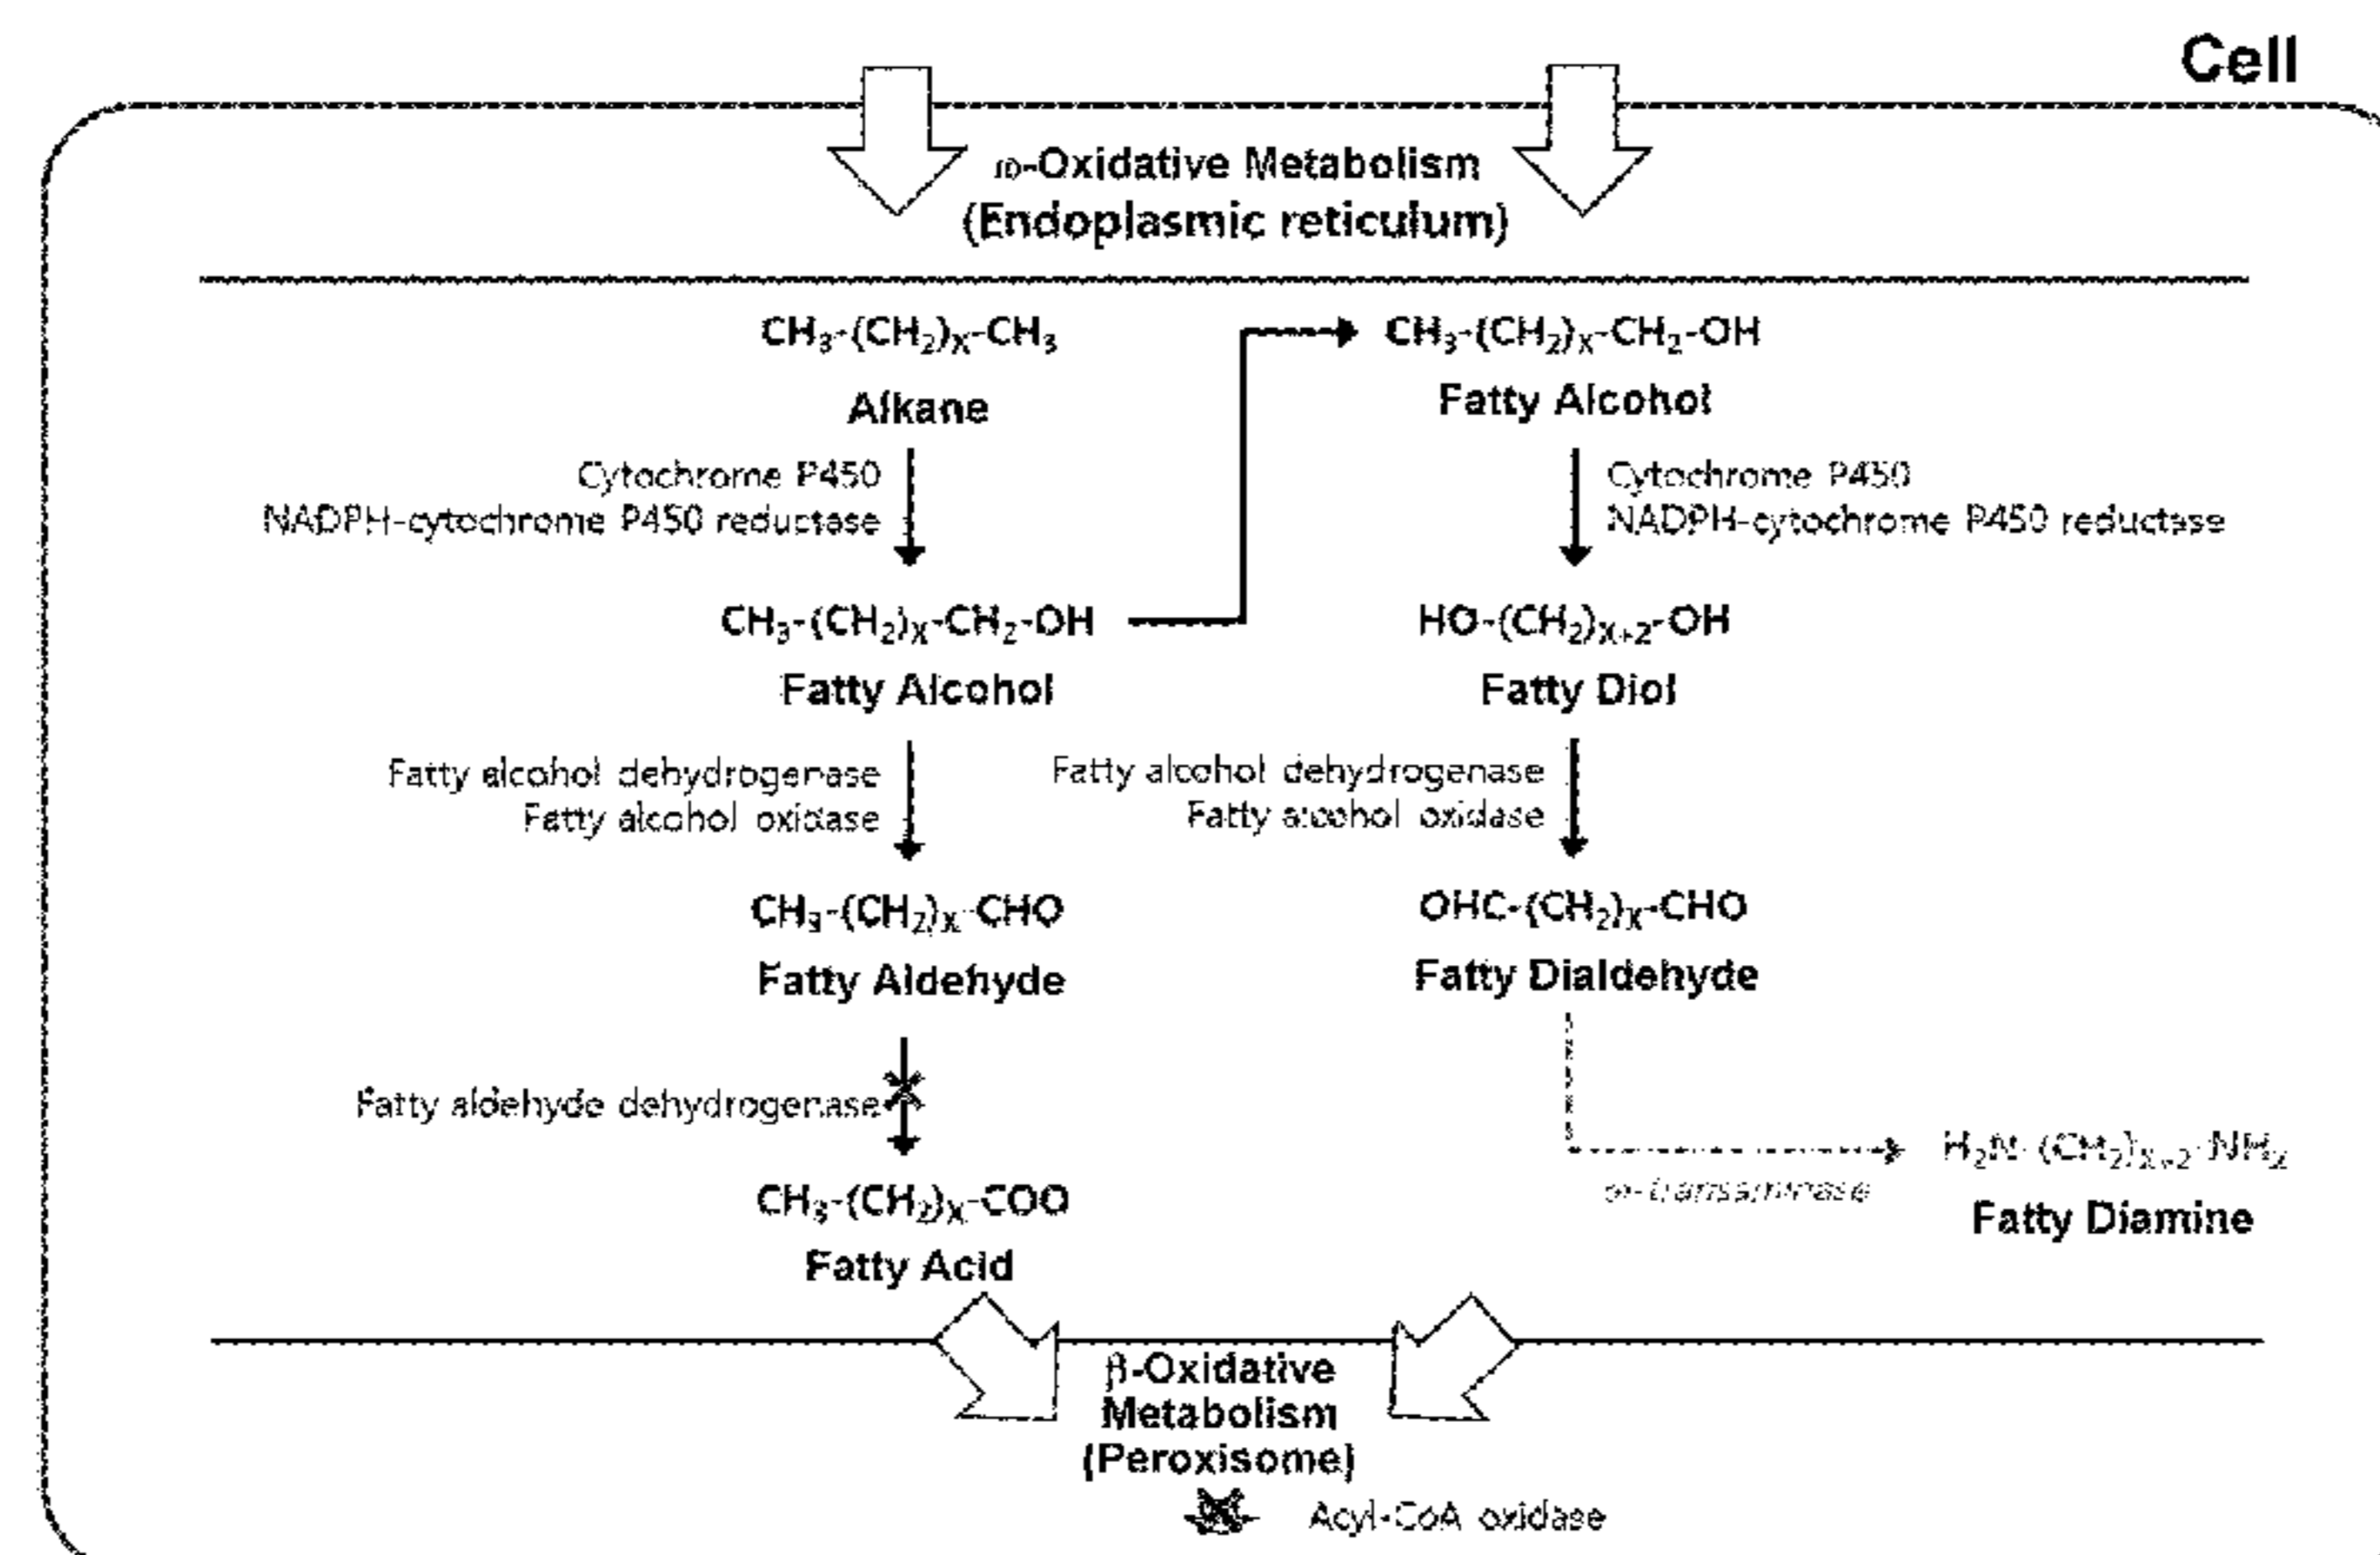 Cell
ω-Oxidative Metabolism
(Endoplasmic reticulum)
CH₃-(CH₂)ₓ-CH₃
Alkane
Cytochrome P450
NADPH-cytochrome P450 reductase
CH₃-(CH₂)ₓ-CH₂-OH
Fatty Alcohol
Fatty alcohol dehydrogenase
Fatty alcohol oxidase
CH₃-(CH₂)ₓ-CHO
Fatty Aldehyde
Fatty aldehyde dehydrogenase
CH₃-(CH₂)ₓ-COO
Fatty Acid
CH₃-(CH₂)ₓ-CH₂-OH
Fatty Alcohol
Cytochrome P450
NADPH-cytochrome P450 reductase
HO-(CH₂)ₓ₊₂-OH
Fatty Diol
Fatty alcohol dehydrogenase
Fatty alcohol oxidase
OHC-(CH₂)ₓ-CHO
Fatty Dialdehyde
ω-transaminase
H₂N-(CH₂)ₓ₊₂-NH₂
Fatty Diamine
β-Oxidative
Metabolism
(Peroxisome)
Acyl-CoA oxidase